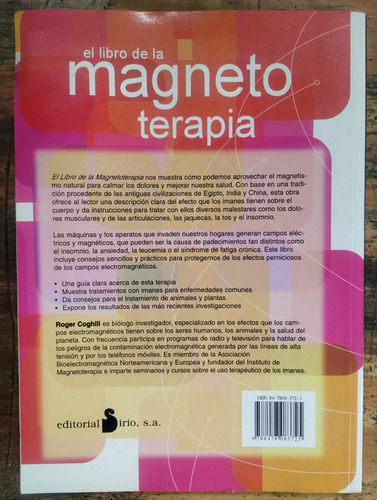 el libro de la
magneto
terapia
El Libro de la Magnetoterapia nos muestra cómo podemos aprovechar el magnetis-
mo natural para calmar los dolores y mejorar nuestra salud. Con base en una tradi-
ción procedente de las antiguas civilizaciones de Egipto, India y China, esta obra
ofrece al lector una descripción clara del efecto que los imanes tienen sobre el
cuerpo y da instrucciones para tratar con ellos diversos malestares como los dolo-
res musculares y de las articulaciones, las jaquecas, la tos y el insomnio.
Las máquinas y los aparatos que invaden nuestros hogares generan campos eléc-
tricos y magnéticos, que pueden ser la causa de padecimientos tan distintos como
el insomnio, la ansiedad, la leucemia o el síndrome de fatiga crónica. Este libro
incluye consejos sencillos y prácticos para protegernos de los efectos perniciosos
de los campos electromagnéticos.
• Una guía clara acerca de esta terapia
• Muestra tratamientos con imanes para enfermedades comunes
• Da consejos para el tratamiento de animales y plantas
• Expone los resultados de las más recientes investigaciones
Roger Coghill es biólogo investigador, especializado en los efectos que los cam-
pos electromagnéticos tienen sobre los seres humanos, los animales y la salud del
planeta. Con frecuencia participa en programas de radio y televisión para hablar de
los peligros de la contaminación electromagnética generada por las líneas de alta
tensión y por los teléfonos móviles. Es miembro de la Asociación
Bioelectromagnética Norteamericana y Europea y fundador del Instituto de
Magnetoterapia e imparte seminarios y cursos sobre el uso terapéutico de los imanes.
editorial Sirio, s.a.
ISBN 84-7808-372-5
9 788478 083725